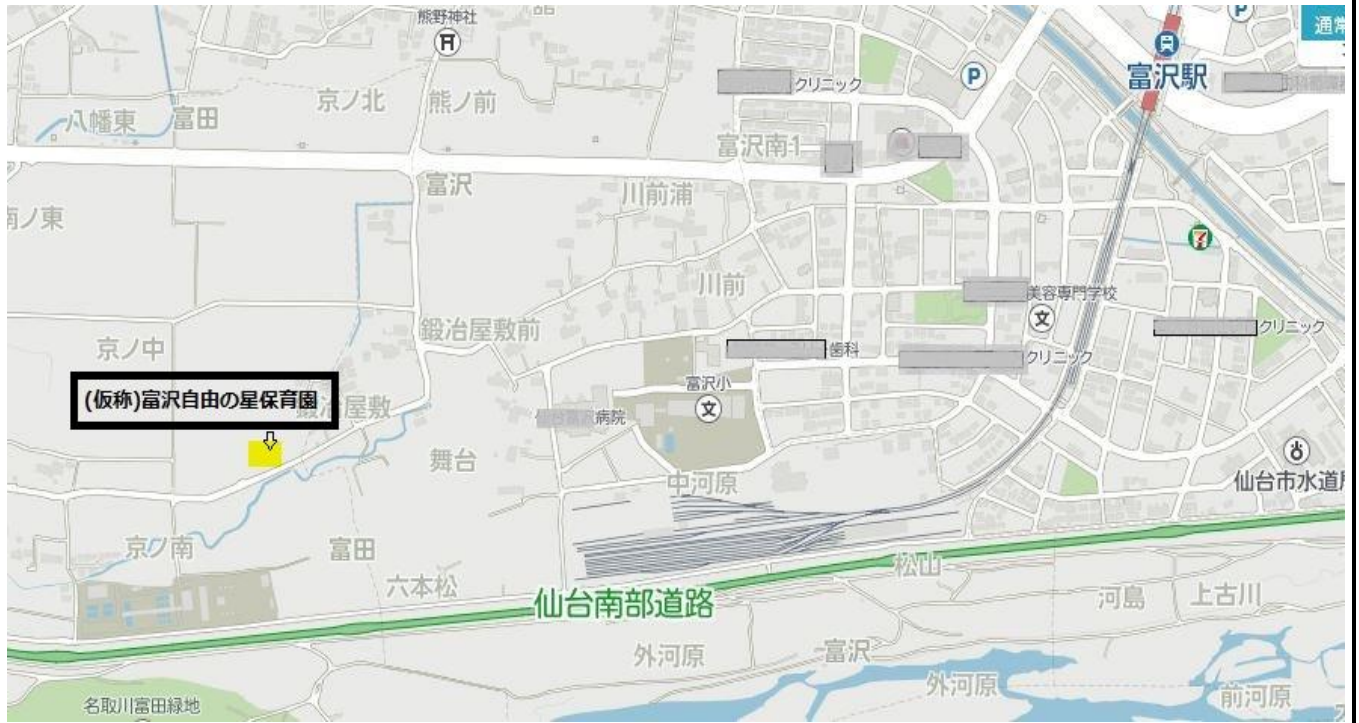 熊野神社
P
通常
富沢駅
クリニック
P
京ノ北
熊ノ前
八幡東
富田
富沢南1
富沢
川前浦
南ノ東
7
川前
美容専門学校
文
鍛冶屋敷前
クリニック
京ノ中
歯科
クリニック
富沢小
文
(仮称)富沢自由の星保育園
屋敷
病院
舞台
中河原
仙台市水道局
京ノ南
富田
松山
六本松
仙台南部道路
河島
上古川
外河原
富沢
外河原
前河原
名取川富田緑地